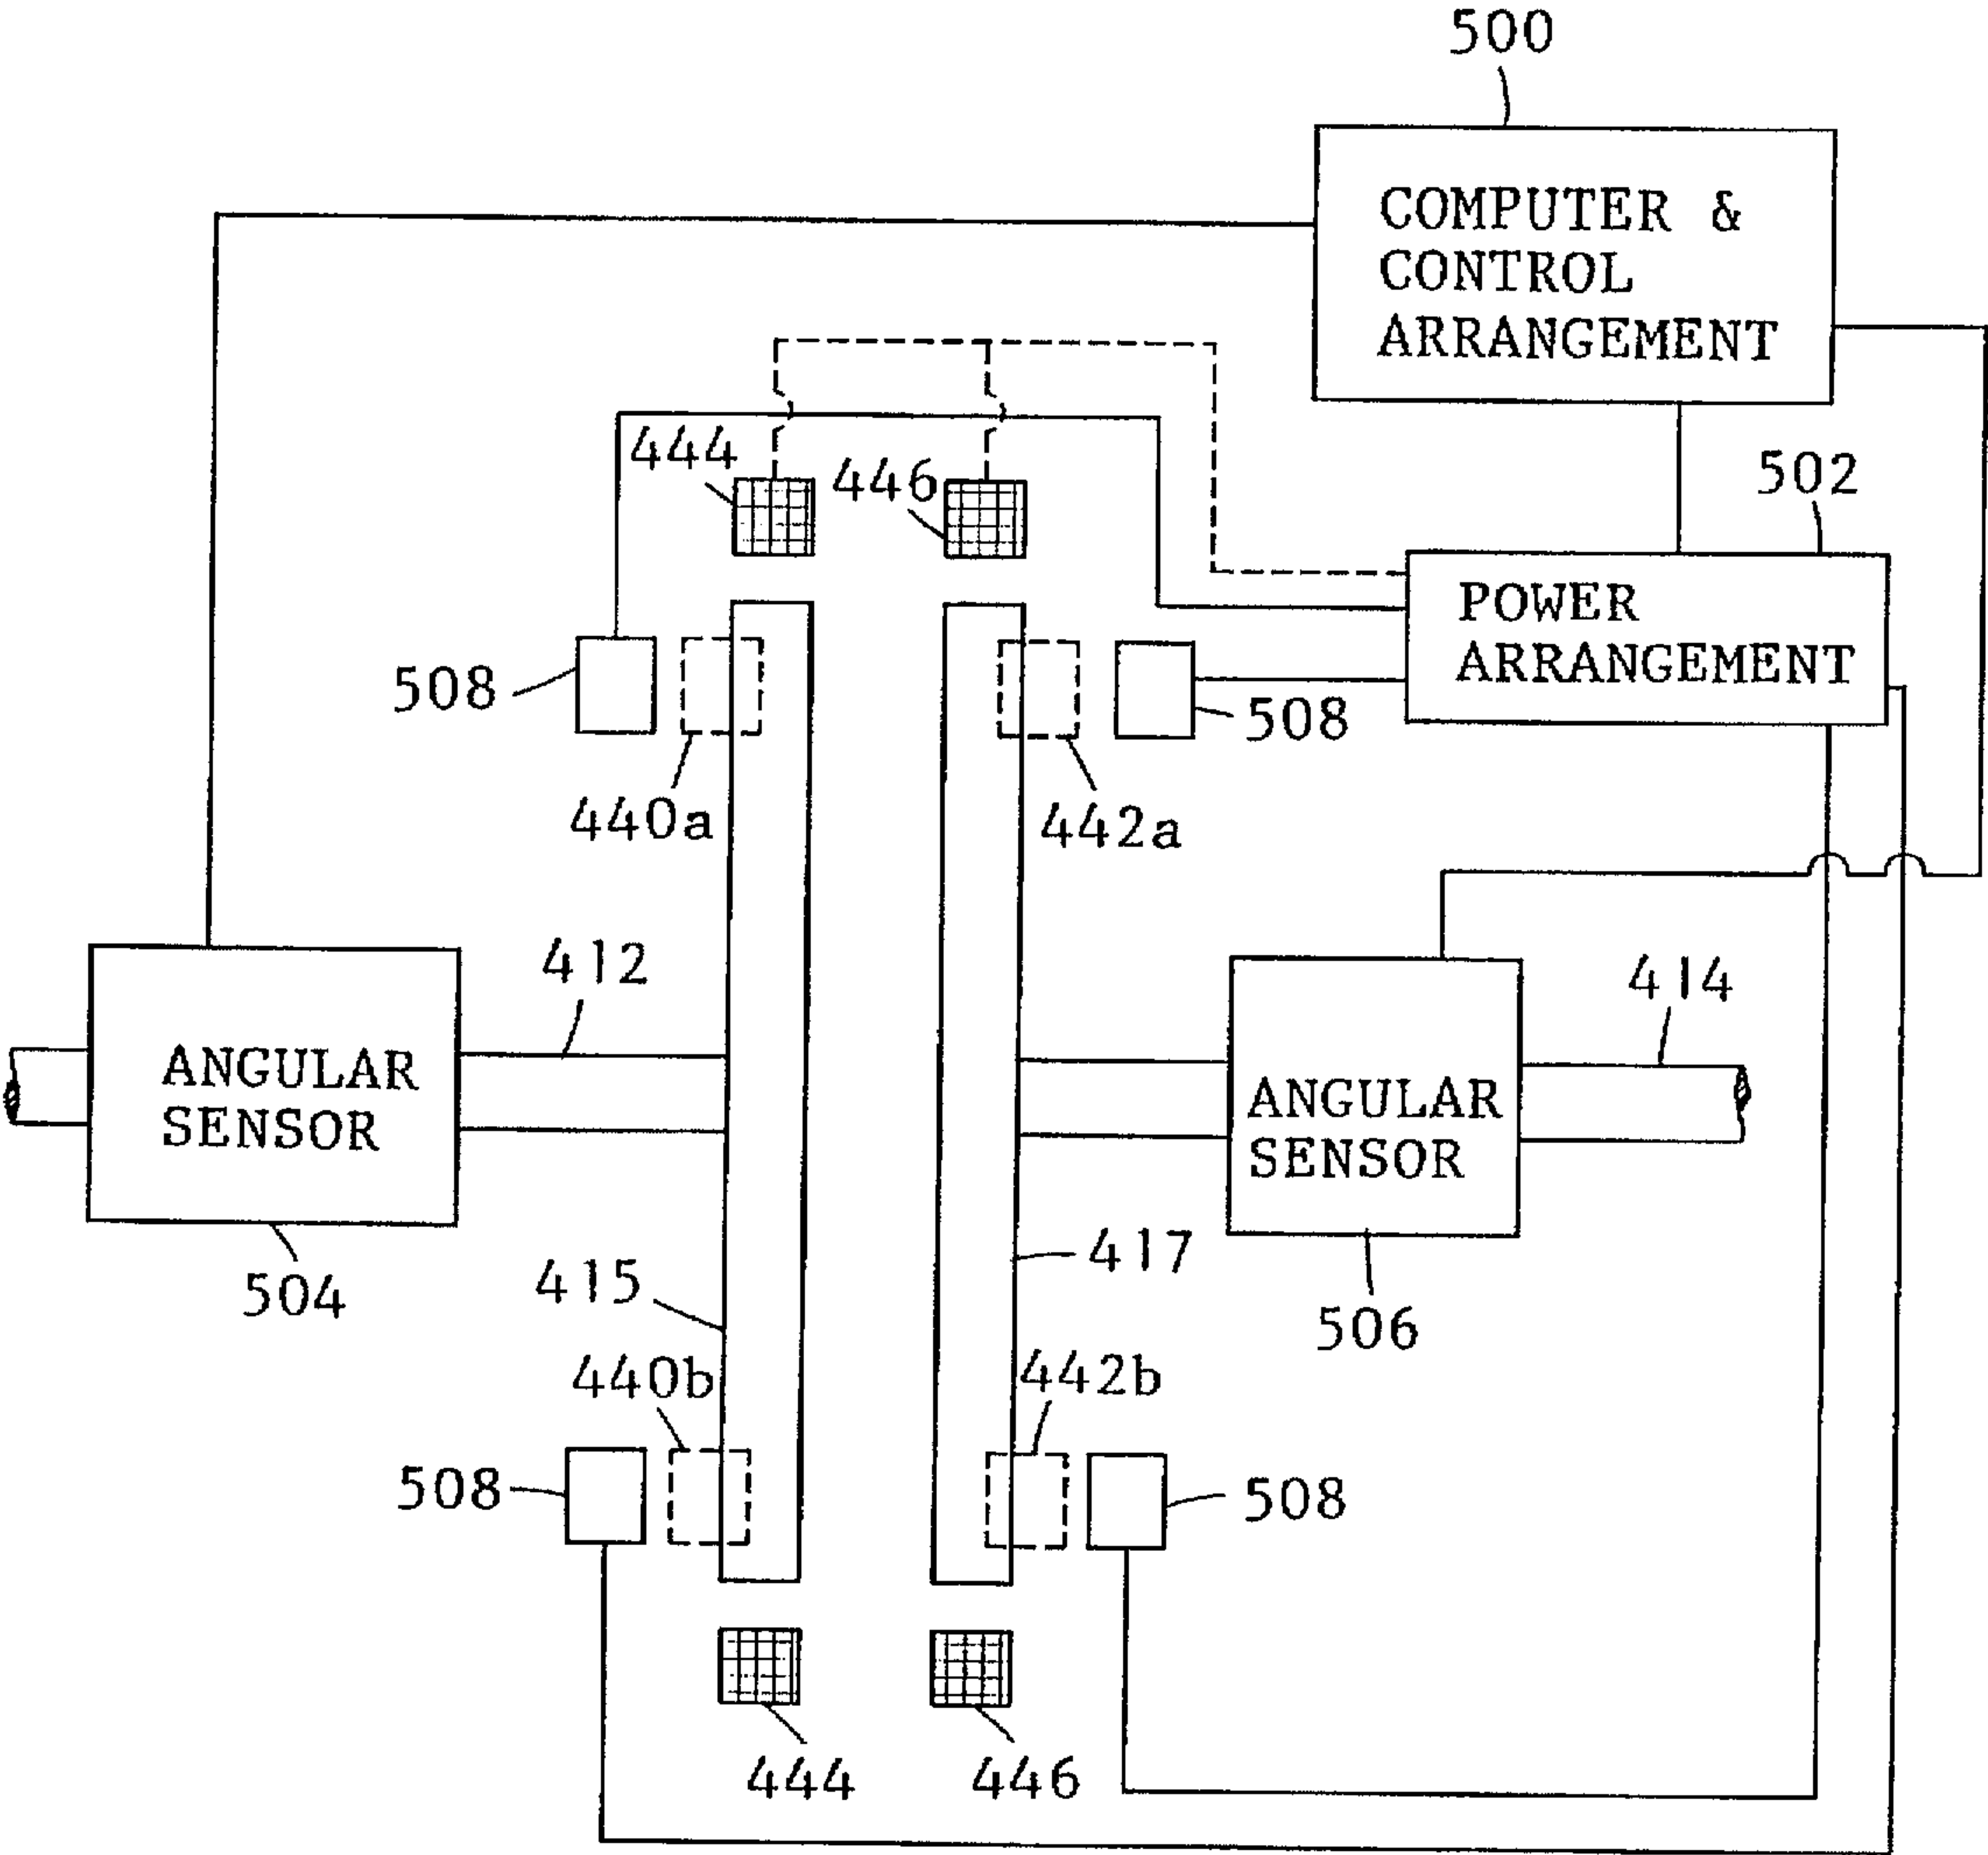 500
COMPUTER &
CONTROL
ARRANGEMENT
444
446
502
POWER
ARRANGEMENT
508
508
440a
442a
412
414
ANGULAR
SENSOR
ANGULAR
SENSOR
504
415
417
506
440b
442b
508
508
444
446